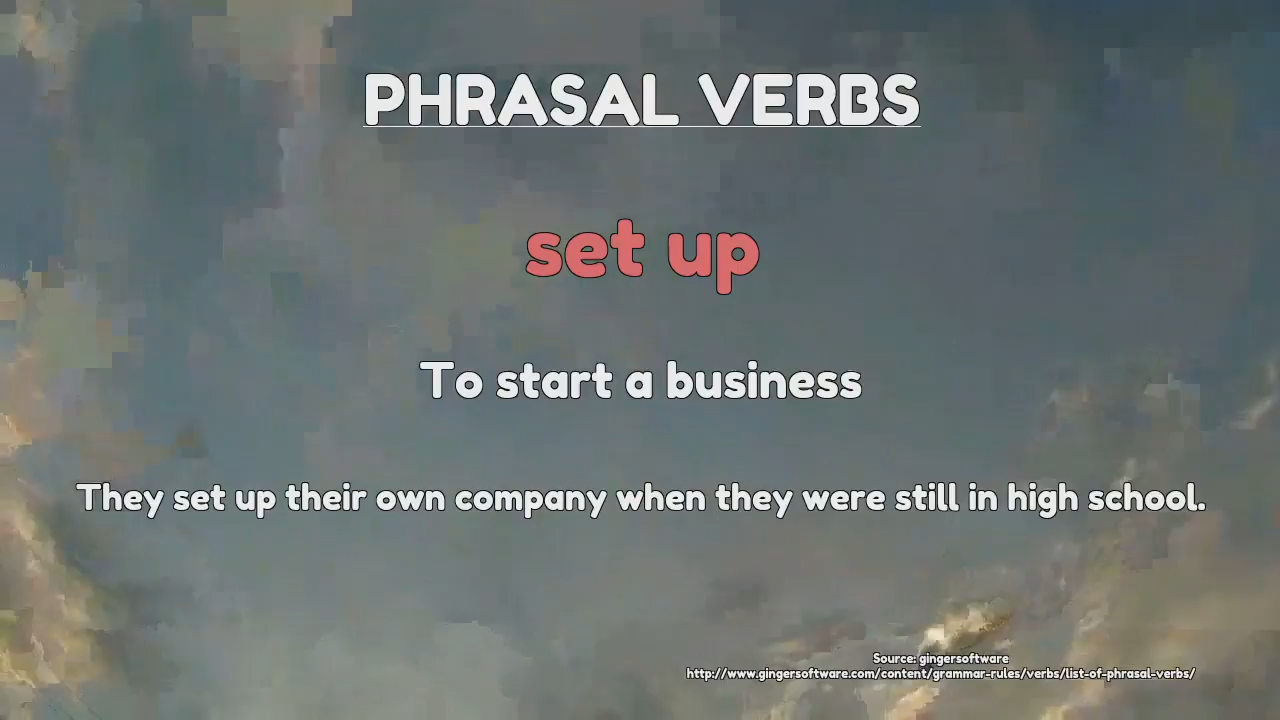 PHRASAL VERBS
set up
To start a business
They set up their own company when they were still in high school.
Source: gingersoftware
http://www.gingersoftware.com/content/grammar-rules/verbs/list-of-phrasal-verbs/